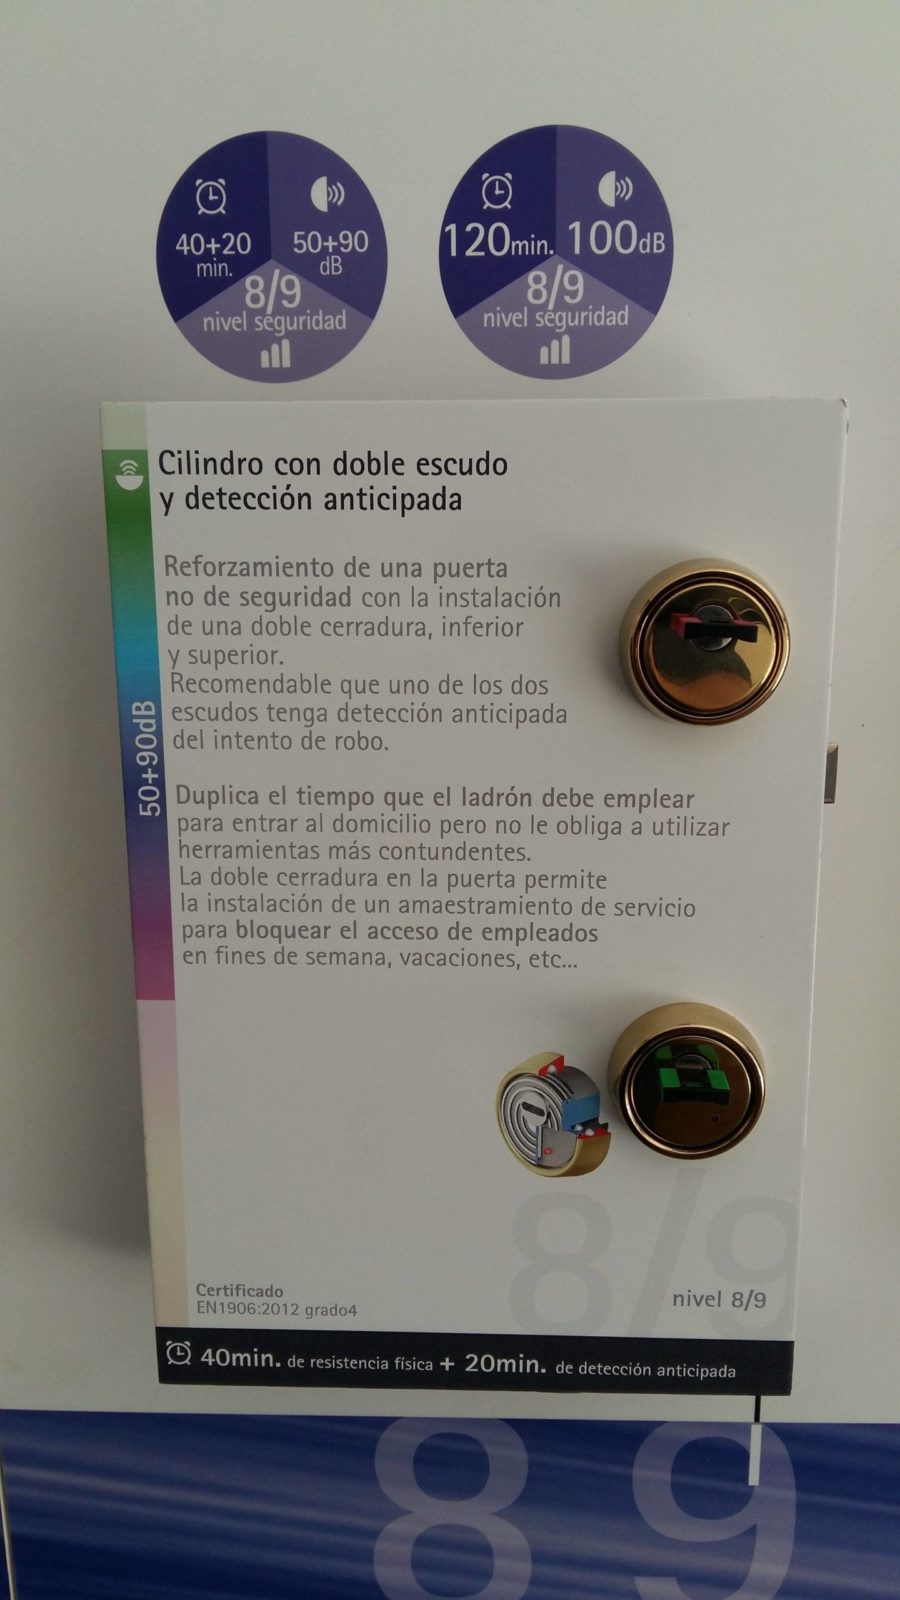 40+20
min.
50+90
dB
8/9
nivel seguridad
120min.
100dB
8/9
nivel seguridad
Cilindro con doble escudo
y detección anticipada
Reforzamiento de una puerta
no de seguridad con la instalación
de una doble cerradura, inferior
y superior.
Recomendable que uno de los dos
escudos tenga detección anticipada
del intento de robo.
50+90dB
Duplica el tiempo que el ladrón debe emplear
para entrar al domicilio pero no le obliga a utilizar
herramientas más contundentes.
La doble cerradura en la puerta permite
la instalación de un amaestramiento de servicio
para bloquear el acceso de empleados
en fines de semana, vacaciones, etc...
8/9
Certificado
EN1906:2012 grado4
nivel 8/9
40min. de resistencia física + 20min. de detección anticipada
8 9